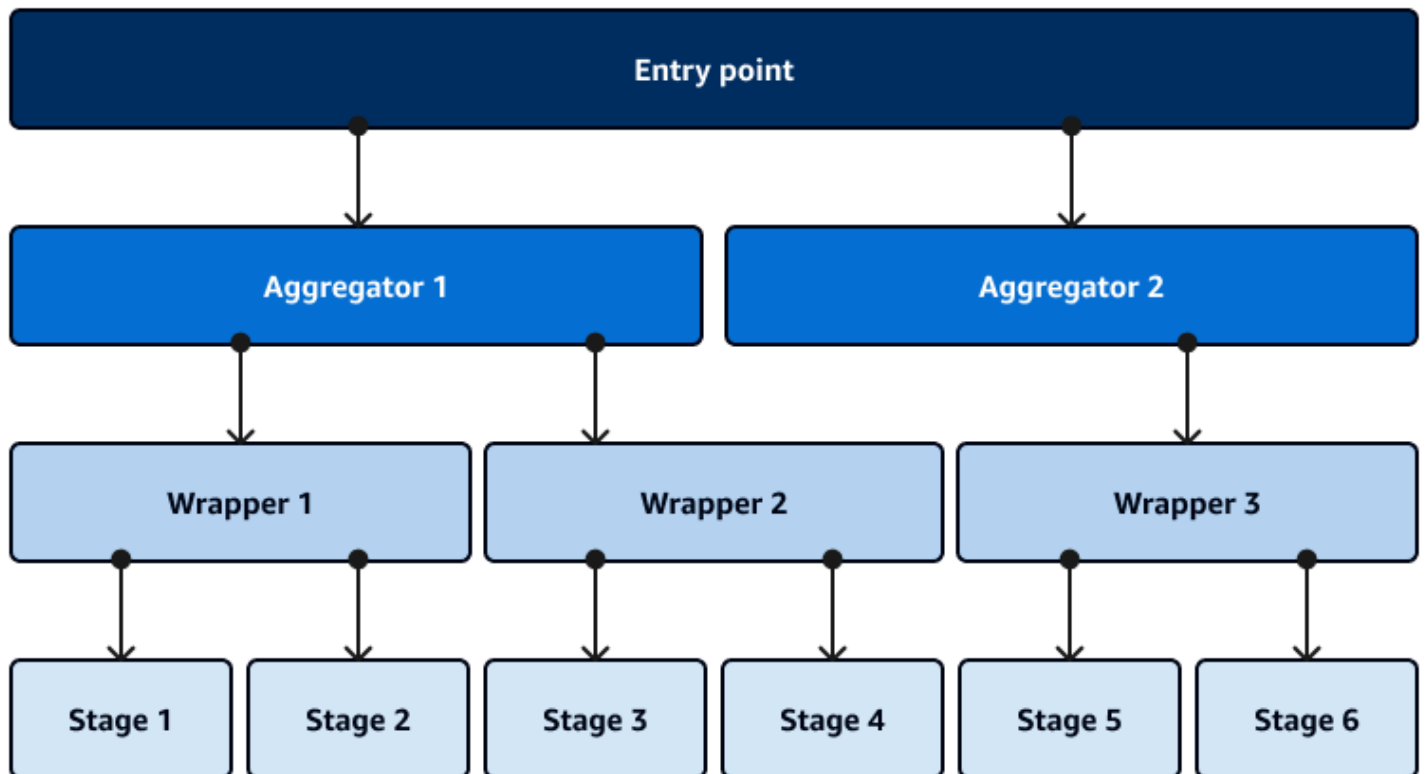 Entry point
Aggregator 1
Aggregator 2
Wrapper 1
Wrapper 2
Wrapper 3
Stage 1
Stage 2
Stage 3
Stage 4
Stage 5
Stage 6